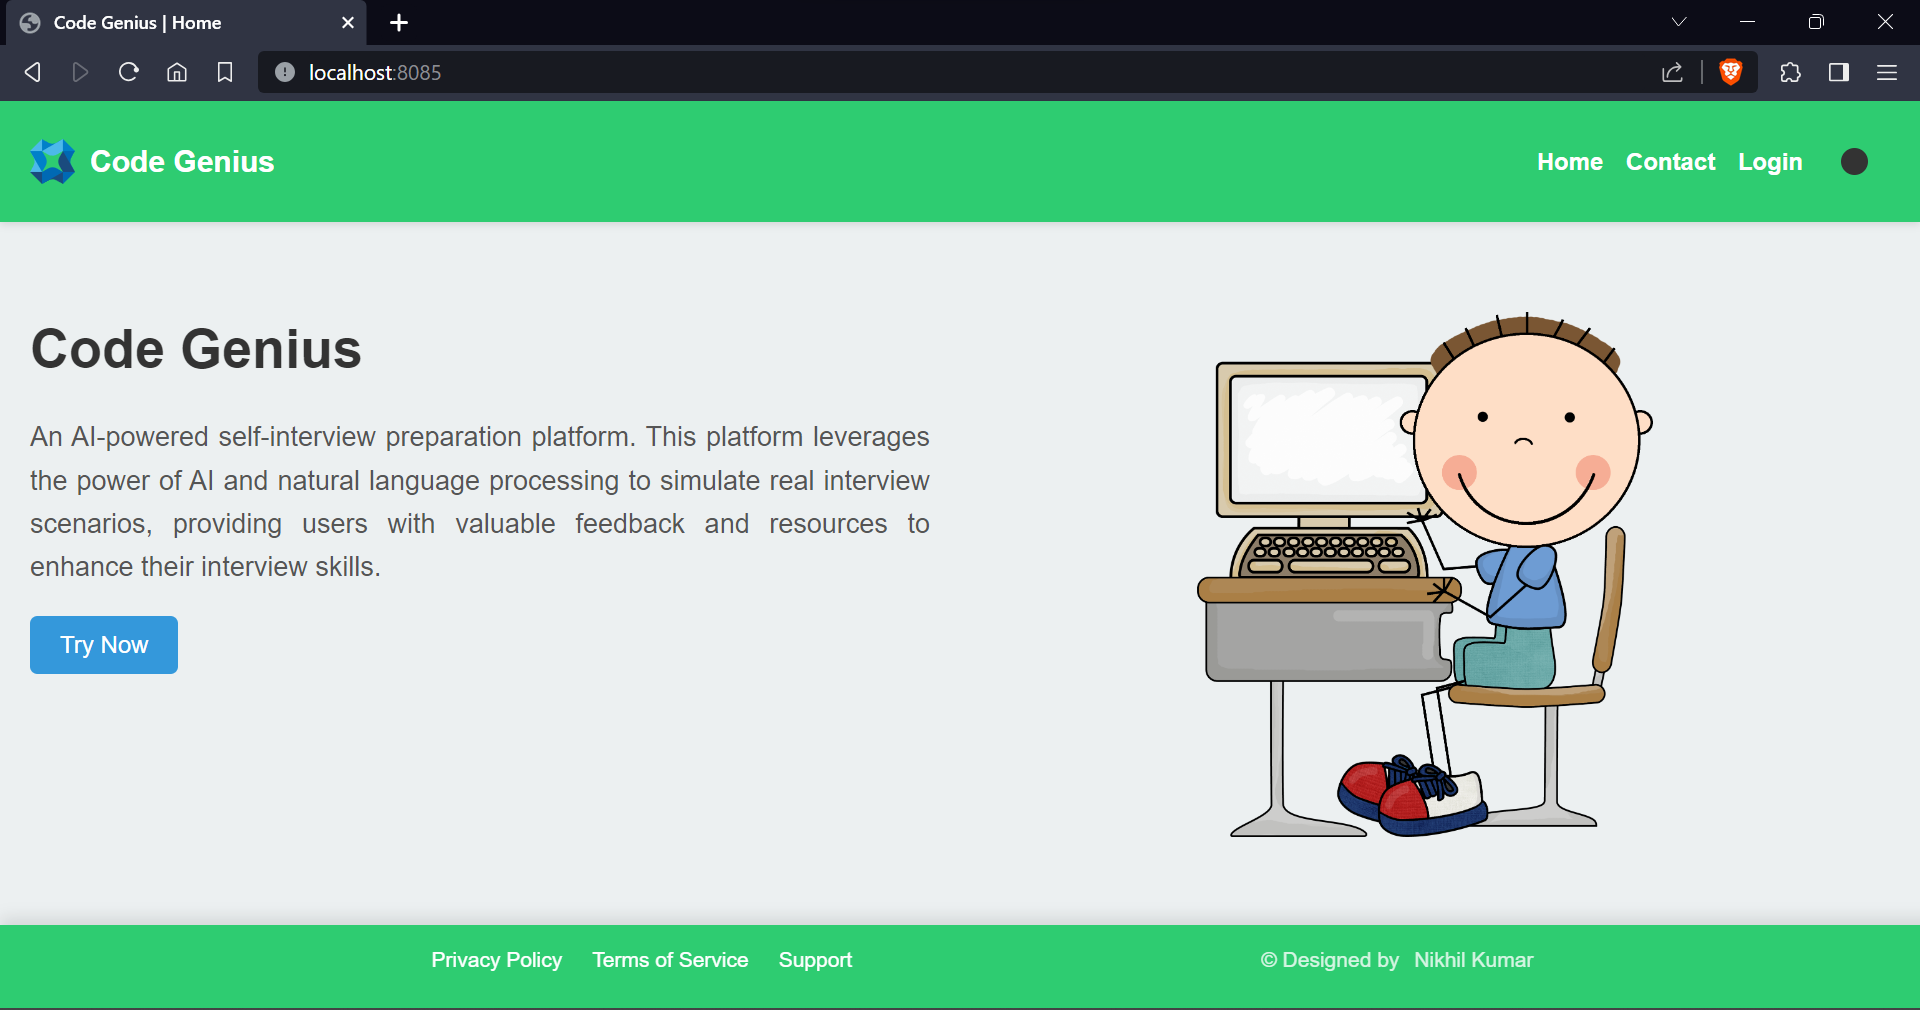 Code Genius | Home
localhost:8085
Code Genius
Home Contact Login
Code Genius
An AI-powered self-interview preparation platform. This platform leverages
the power of AI and natural language processing to simulate real interview
scenarios, providing users with valuable feedback and resources to
enhance their interview skills.
Try Now
Privacy Policy Terms of Service Support
© Designed by Nikhil Kumar